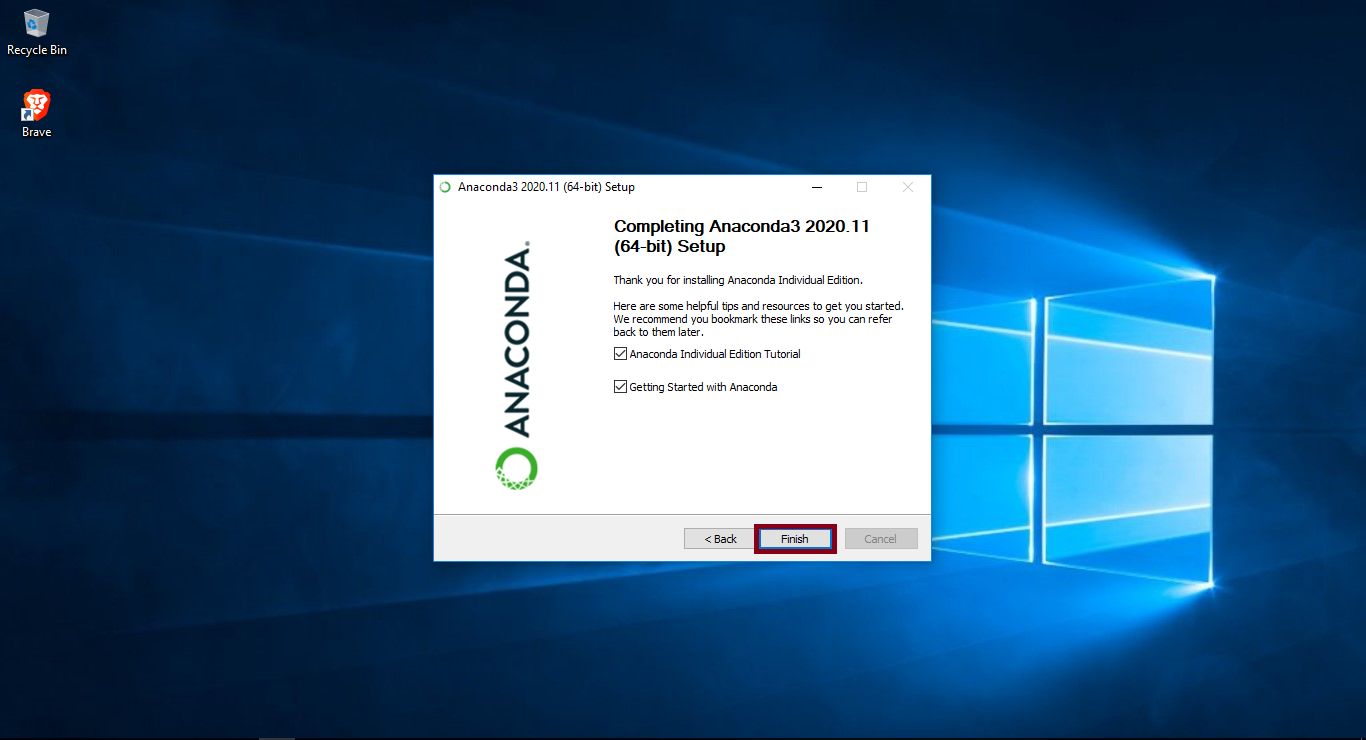 Recycle Bin
Brave
Anaconda3 2020.11 (64-bit) Setup
ANACONDA.
Completing Anaconda3 2020.11
(64-bit) Setup
Thank you for installing Anaconda Individual Edition.
Here are some helpful tips and resources to get you started.
We recommend you bookmark these links so you can refer
back to them later.
Anaconda Individual Edition Tutorial
Getting Started with Anaconda
< Back
Finish
Cancel